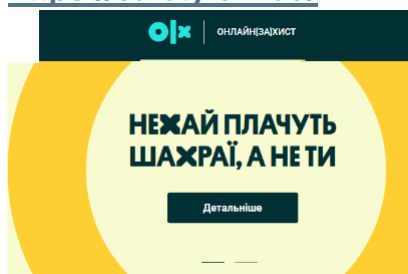 olx
ОНЛАЙН[ЗА]ХИСТ
НЕХАЙ ПЛАЧУТЬ
ШАХРАЇ, А НЕ ТИ
Детальніше